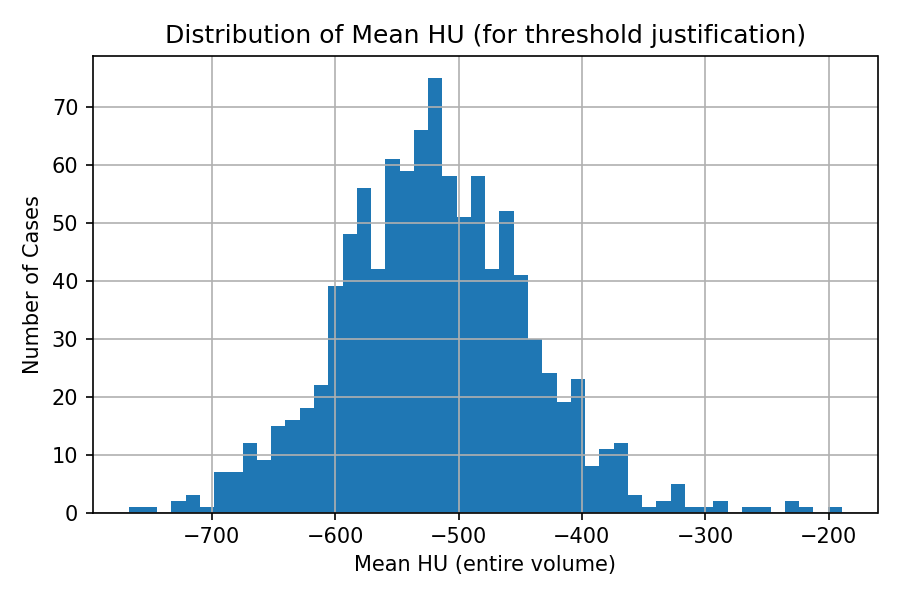 Distribution of Mean HU (for threshold justification)
Number of Cases
70
60
50
40
30
20
10
0
−700 −600 −500 −400 −300 −200
Mean HU (entire volume)